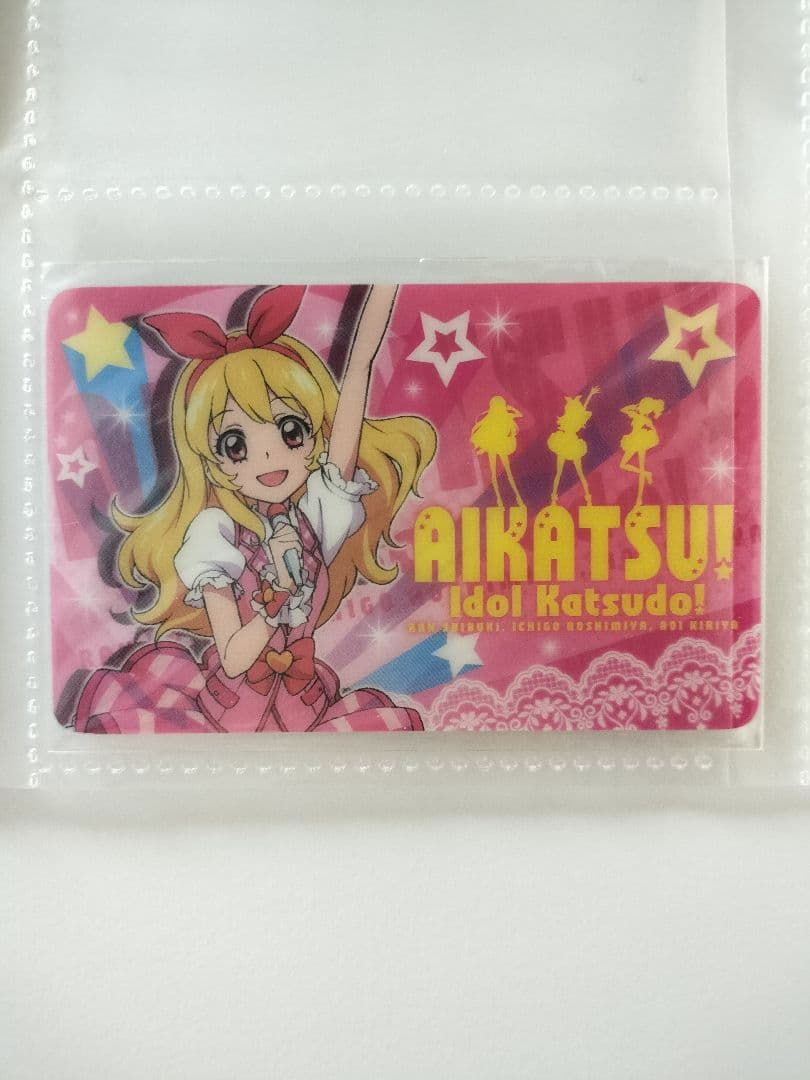 AIKATSU!
Idol Katsudo!
RAN SHIBUKI, ICHIGO HOSHIMIYA, AOI KIRIYA